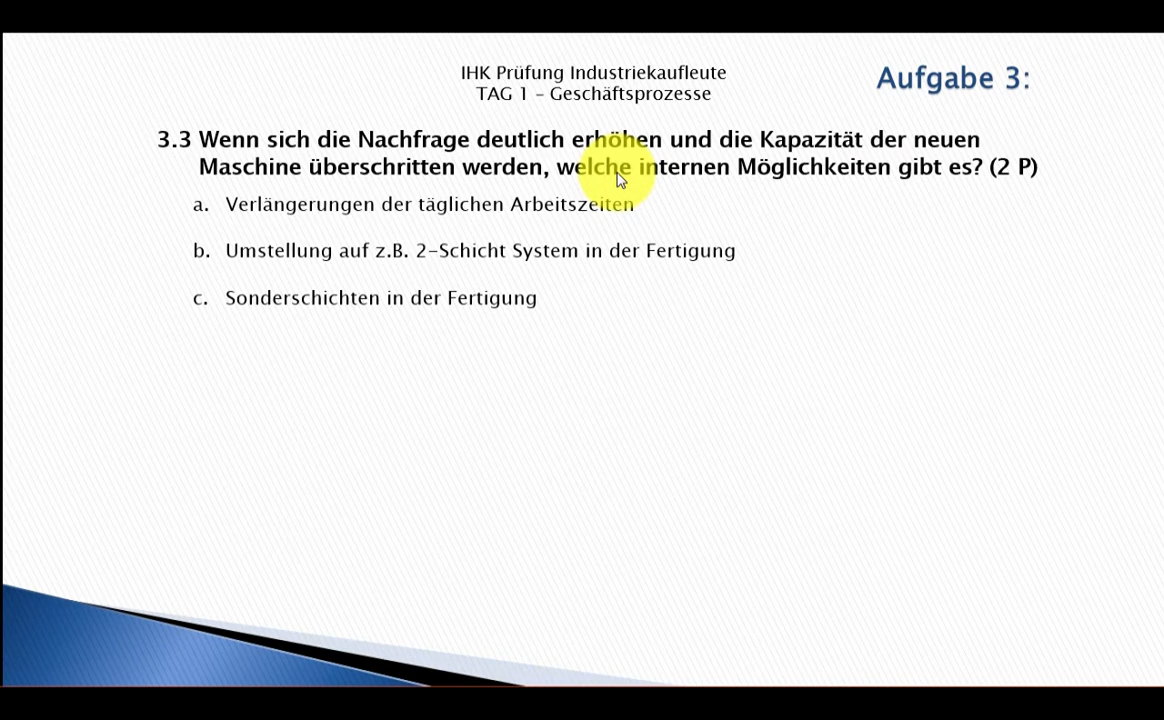 IHK Prüfung Industriekaufleute
TAG 1 – Geschäftsprozesse
Aufgabe 3:
3.3 Wenn sich die Nachfrage deutlich erhöhen und die Kapazität der neuen
Maschine überschritten werden, welche internen Möglichkeiten gibt es? (2 P)
a. Verlängerungen der täglichen Arbeitszeiten
b. Umstellung auf z.B. 2-Schicht System in der Fertigung
c. Sonderschichten in der Fertigung